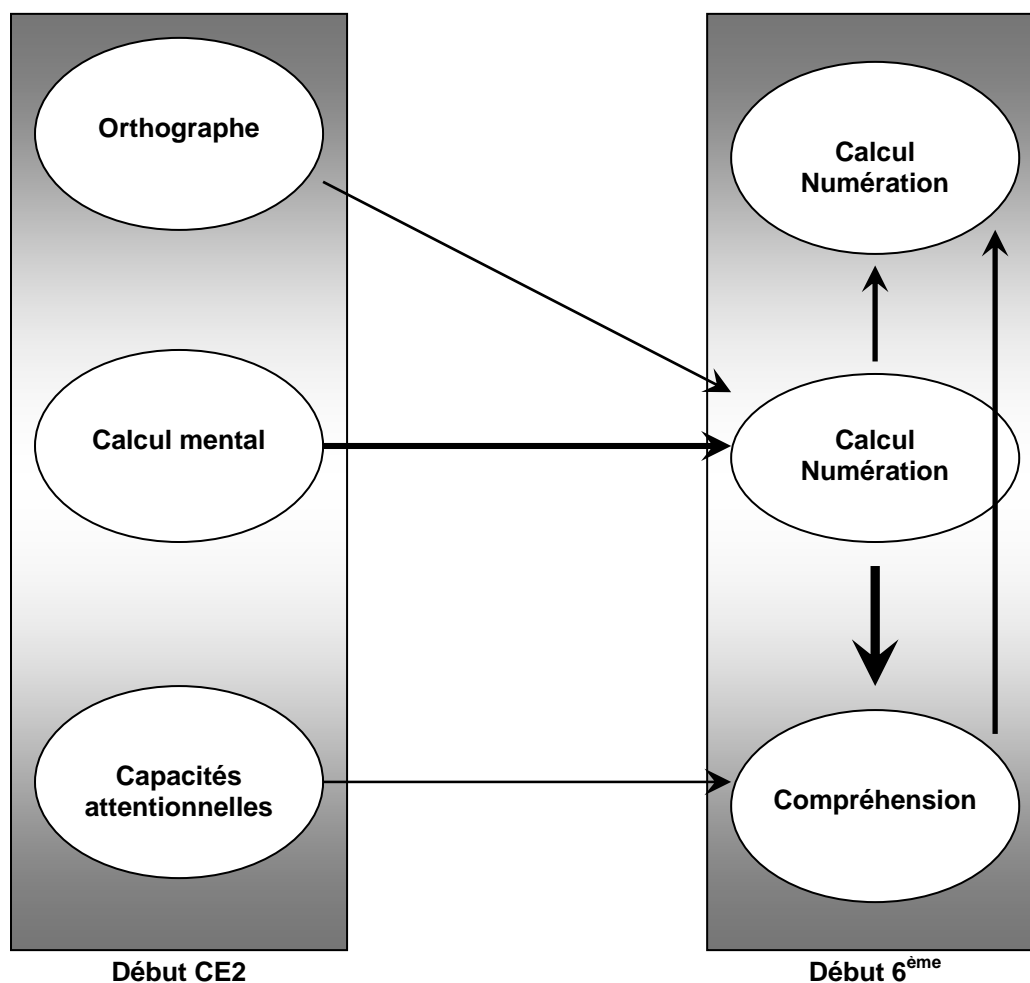 Orthographe
Calcul mental
Capacités
attentionnelles
Début CE2
Calcul
Numération
Calcul
Numération
Compréhension
Début 6ème